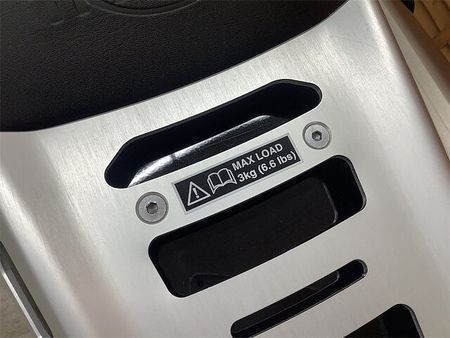 MAX LOAD
3kg (6.6 lbs)